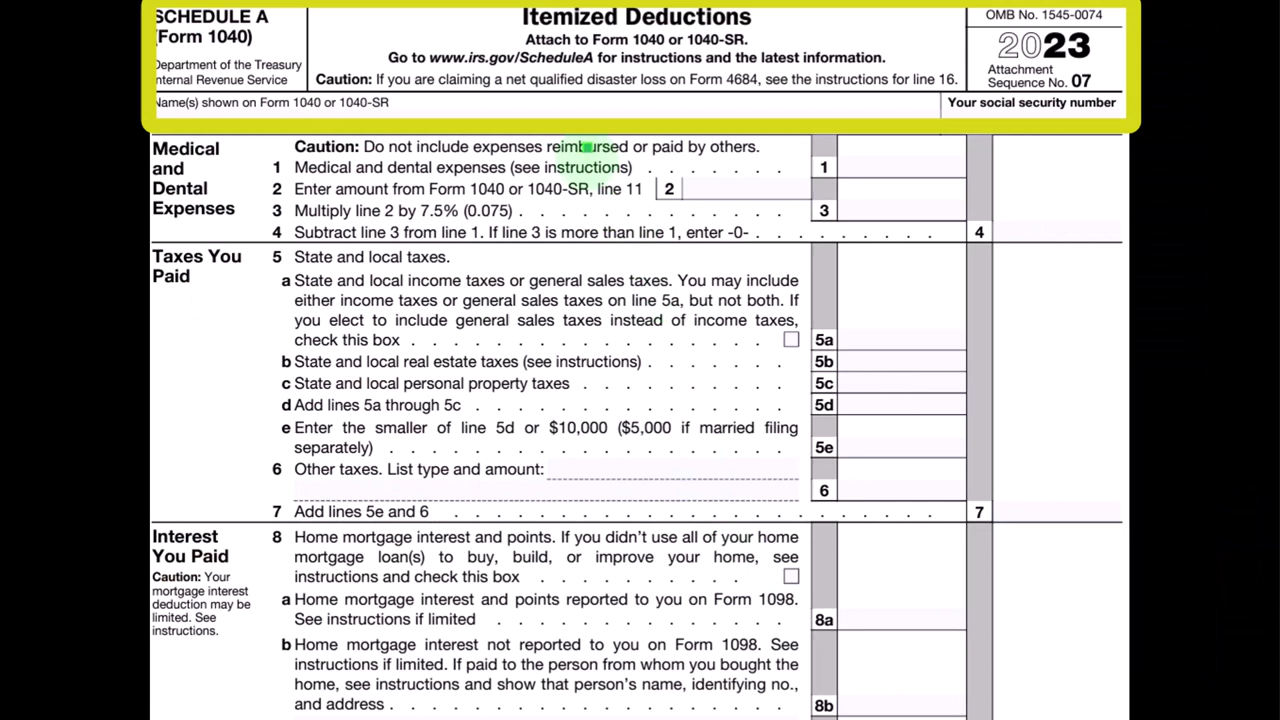 SCHEDULE A
(Form 1040)
Department of the Treasury
Internal Revenue Service
Itemized Deductions
Attach to Form 1040 or 1040-SR.
Go to www.irs.gov/ScheduleA for instructions and the latest information.
Caution: If you are claiming a net qualified disaster loss on Form 4684, see the instructions for line 16.
OMB No. 1545-0074
2023
Attachment
Sequence No. 07
Name(s) shown on Form 1040 or 1040-SR
Your social security number
Medical
and
Dental
Expenses
Caution: Do not include expenses reimbursed or paid by others.
1 Medical and dental expenses (see instructions) . . . . . . . 1
2 Enter amount from Form 1040 or 1040-SR, line 11 2
3 Multiply line 2 by 7.5% (0.075) . . . . . . . . . . . . . 3
4 Subtract line 3 from line 1. If line 3 is more than line 1, enter -0- . . . . . . . . . 4
Taxes You
Paid
5 State and local taxes.
a State and local income taxes or general sales taxes. You may include
either income taxes or general sales taxes on line 5a, but not both. If
you elect to include general sales taxes instead of income taxes,
check this box . . . . . . . . . . . . . . . . . 5a
b State and local real estate taxes (see instructions) . . . . . . . 5b
c State and local personal property taxes . . . . . . . . . . 5c
d Add lines 5a through 5c . . . . . . . . . . . . . . . 5d
e Enter the smaller of line 5d or $10,000 ($5,000 if married filing
separately) . . . . . . . . . . . . . . . . . . . 5e
6 Other taxes. List type and amount:
6
7 Add lines 5e and 6 . . . . . . . . . . . . . . . . . . . . . . 7
Interest
You Paid
Caution: Your
mortgage interest
deduction may be
limited. See
instructions.
8 Home mortgage interest and points. If you didn’t use all of your home
mortgage loan(s) to buy, build, or improve your home, see
instructions and check this box . . . . . . . . . .
a Home mortgage interest and points reported to you on Form 1098.
See instructions if limited . . . . . . . . . . . . . . 8a
b Home mortgage interest not reported to you on Form 1098. See
instructions if limited. If paid to the person from whom you bought the
home, see instructions and show that person’s name, identifying no.,
and address . . . . . . . . . . . . . . . . . . . 8b